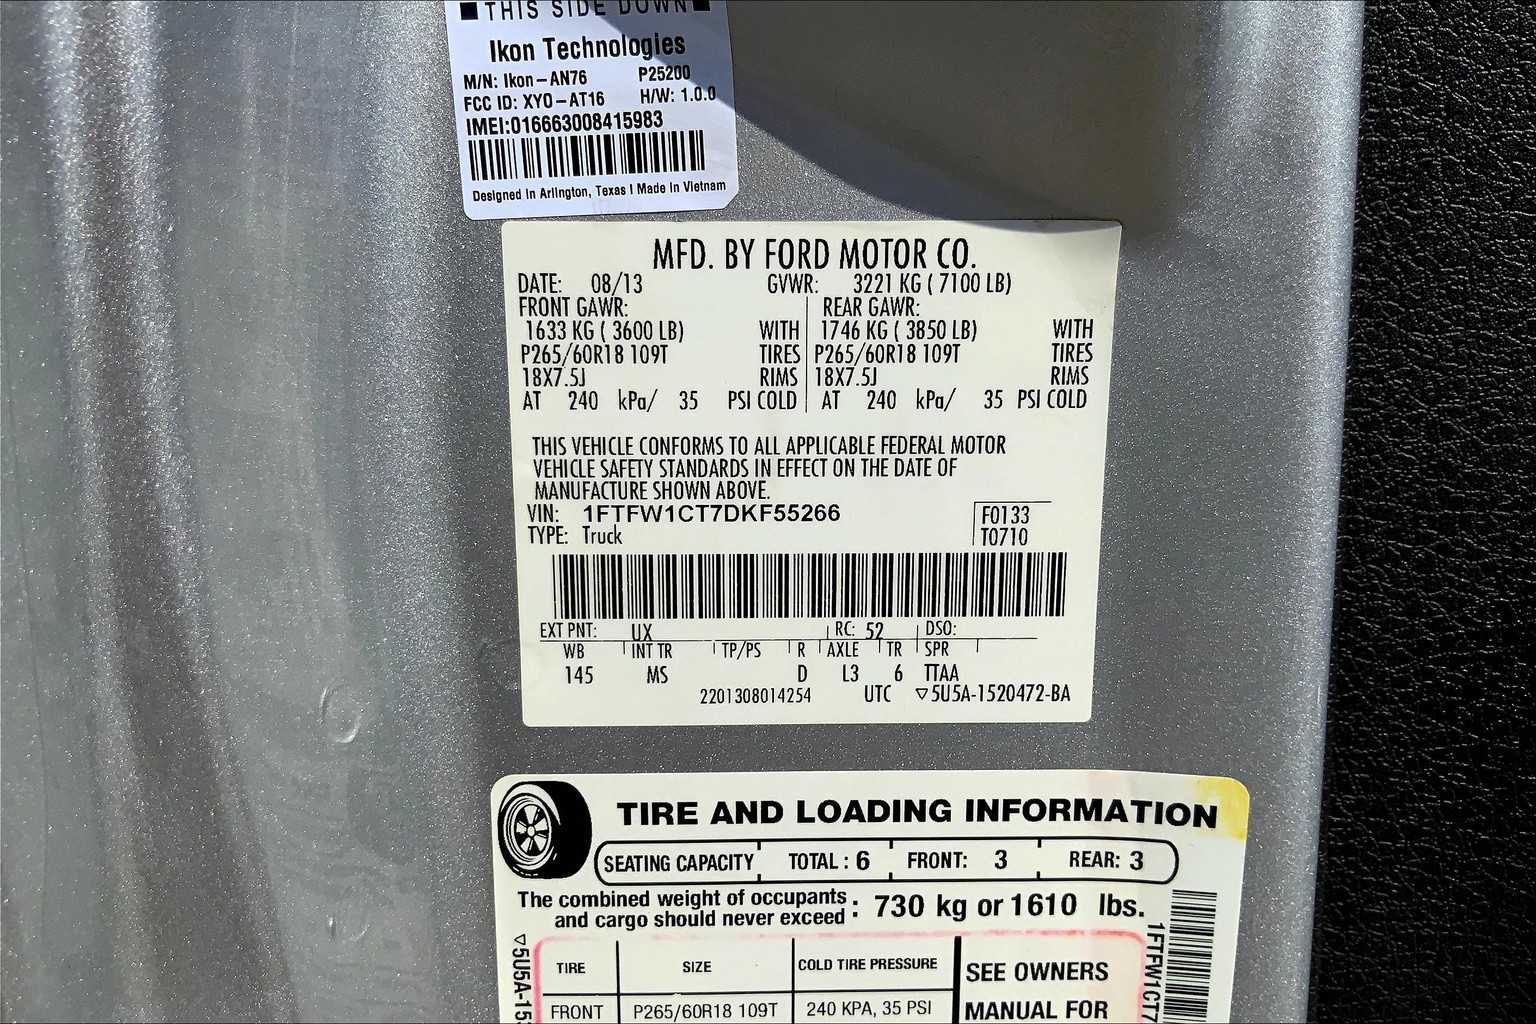 THIS SIDE DOWN
Ikon Technologies
M/N: Ikon-AN76 P25200
FCC ID: XYO-AT16 H/W: 1.0.0
IMEI:016663008415983
Designed in Arlington, Texas | Made in Vietnam
MFD. BY FORD MOTOR CO.
DATE: 08/13 GVWR: 3221 KG ( 7100 LB)
FRONT GAWR: REAR GAWR:
1633 KG ( 3600 LB) WITH 1746 KG ( 3850 LB) WITH
P265/60R18 109T TIRES P265/60R18 109T TIRES
18X7.5J RIMS 18X7.5J RIMS
AT 240 kPa/ 35 PSI COLD AT 240 kPa/ 35 PSI COLD
THIS VEHICLE CONFORMS TO ALL APPLICABLE FEDERAL MOTOR
VEHICLE SAFETY STANDARDS IN EFFECT ON THE DATE OF
MANUFACTURE SHOWN ABOVE.
VIN: 1FTFW1CT7DKF55266 F0133
TYPE: Truck T0710
EXT PNT: UX RC: 52 DSO:
WB INT TR TP/PS R AXLE TR SPR
145 MS D L3 6 TTAA
2201308014254 UTC ▽5U5A-1520472-BA
TIRE AND LOADING INFORMATION
SEATING CAPACITY TOTAL : 6 FRONT: 3 REAR: 3
The combined weight of occupants
and cargo should never exceed : 730 kg or 1610 lbs.
TIRE SIZE COLD TIRE PRESSURE SEE OWNERS
FRONT P265/60R18 109T 240 KPA, 35 PSI MANUAL FOR
▽5U5A-15
1FTFW1CT7